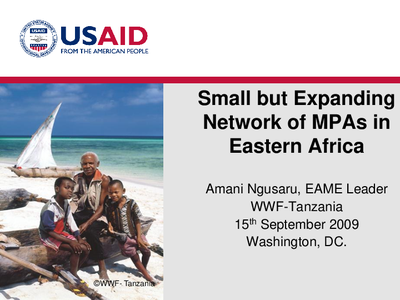 USAID
FROM THE AMERICAN PEOPLE
Small but Expanding
Network of MPAs in
Eastern Africa
Amani Ngusaru, EAME Leader
WWF-Tanzania
15th September 2009
Washington, DC.
©WWF- Tanzania